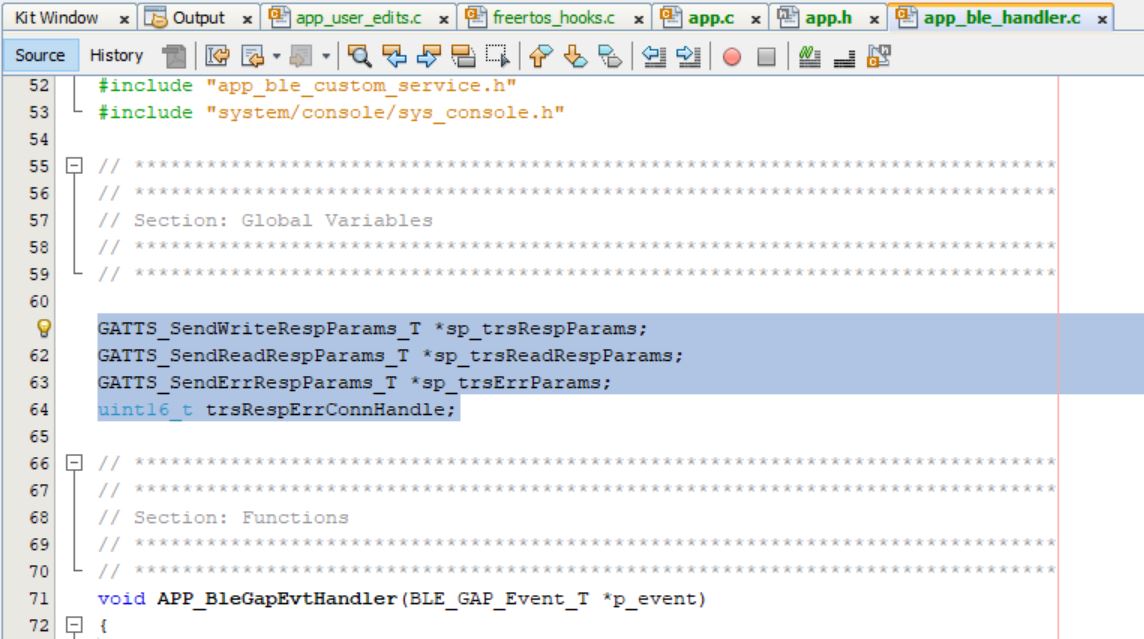 Kit Window x Output x app_user_edits.c x freertos_hooks.c x app.c x app.h x app_ble_handler.c x
Source History
52 #include "app_ble_custom_service.h"
53 #include "system/console/sys_console.h"
54
55 // *****************************************************************************
56 // *****************************************************************************
57 // Section: Global Variables
58 // *****************************************************************************
59 // *****************************************************************************
60
GATTS_SendWriteRespParams_T *sp_trsRespParams;
62 GATTS_SendReadRespParams_T *sp_trsReadRespParams;
63 GATTS_SendErrRespParams_T *sp_trsErrParams;
64 uint16_t trsRespErrConnHandle;
65
66 // *****************************************************************************
67 // *****************************************************************************
68 // Section: Functions
69 // *****************************************************************************
70 // *****************************************************************************
71 void APP_BleGapEvtHandler(BLE_GAP_Event_T *p_event)
72 {